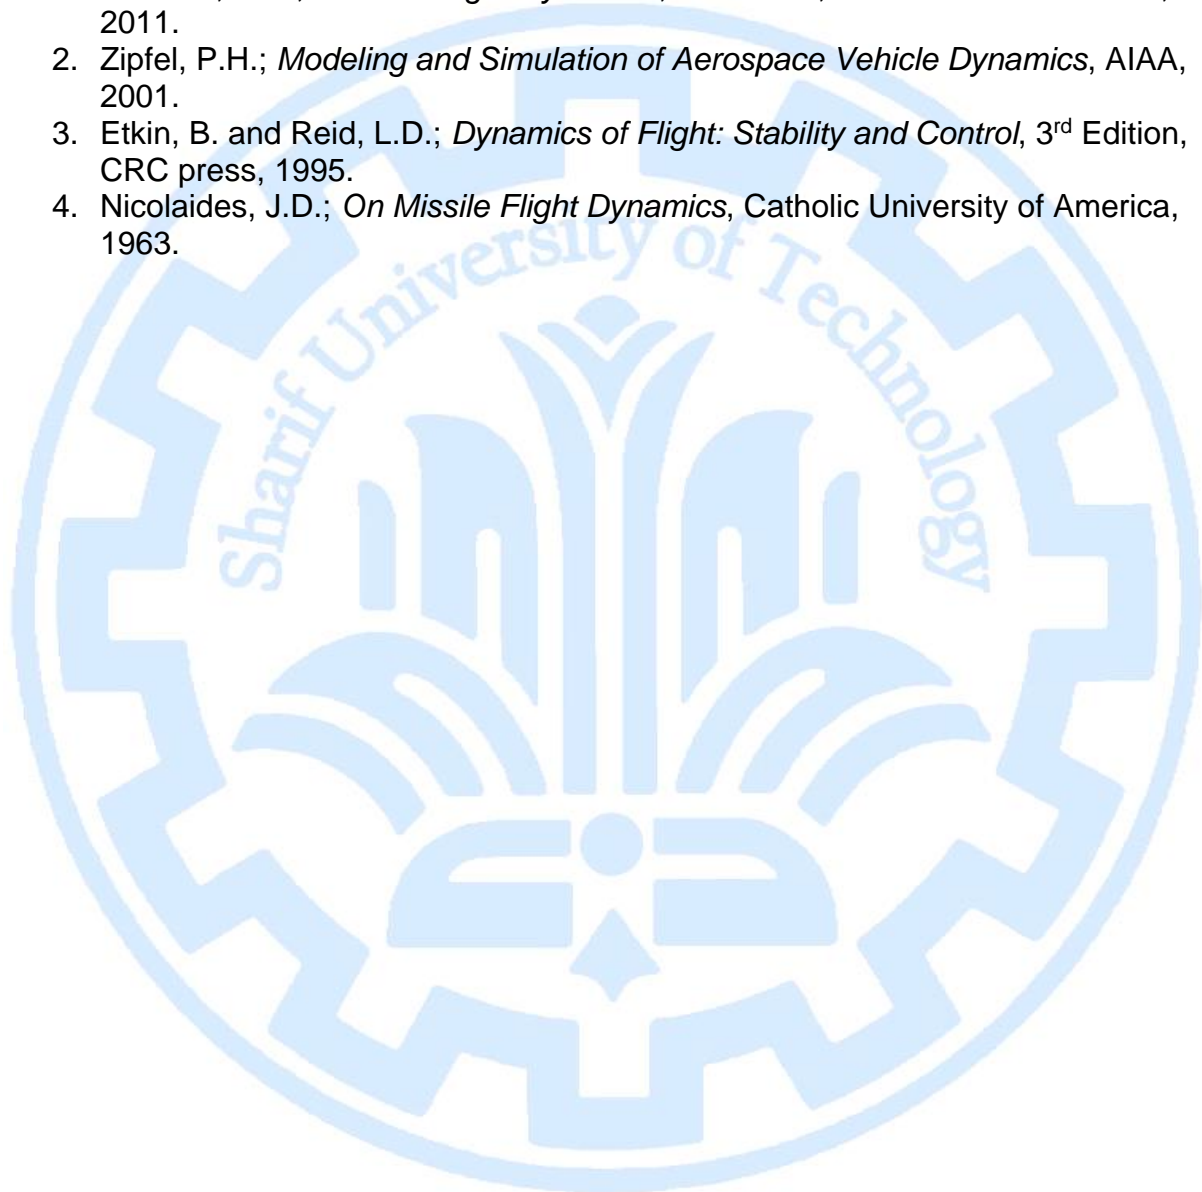 2011.
2. Zipfel, P.H.; Modeling and Simulation of Aerospace Vehicle Dynamics, AIAA,
2001.
3. Etkin, B. and Reid, L.D.; Dynamics of Flight: Stability and Control, 3rd Edition,
CRC press, 1995.
4. Nicolaides, J.D.; On Missile Flight Dynamics, Catholic University of America,
1963.
Sharif University of Technology